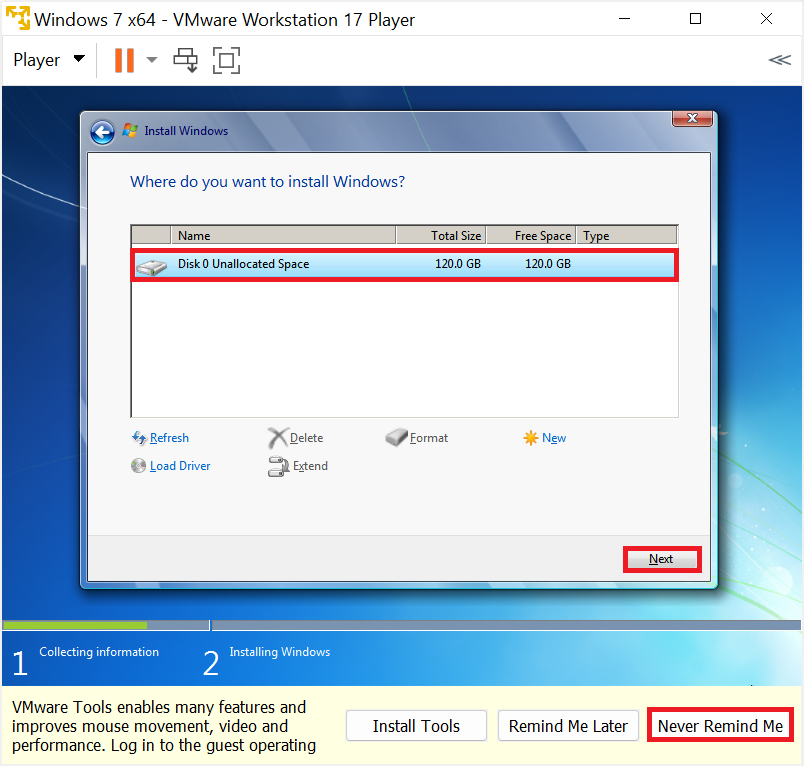 Windows 7 x64 - VMware Workstation 17 Player
Player
Install Windows
Where do you want to install Windows?
Name Total Size Free Space Type
Disk 0 Unallocated Space 120.0 GB 120.0 GB
Refresh Delete Format New
Load Driver Extend
Next
1 Collecting information 2 Installing Windows
VMware Tools enables many features and
improves mouse movement, video and
performance. Log in to the guest operating
Install Tools Remind Me Later Never Remind Me